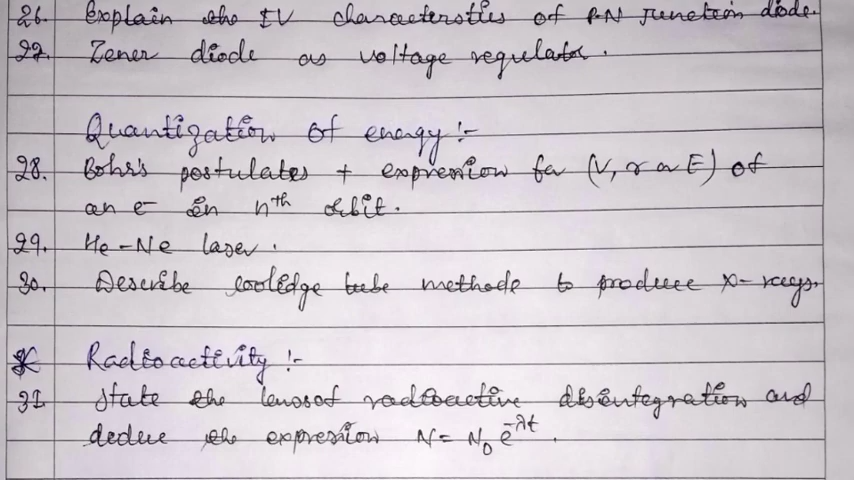 26. Explain the IV characterstics of P-N junction diode.
27. Zener diode as voltage regulator.
Quantization of energy :-
28. Bohr's postulates + expression for (V, r or E) of
an e⁻ in nth orbit.
29. He-Ne laser.
30. Describe coolidge tube methode to produce X-rays.
* Radioactivity :-
31 State the laws of radioactive disintegration and
deduce the expression N = N₀ e^-λt.